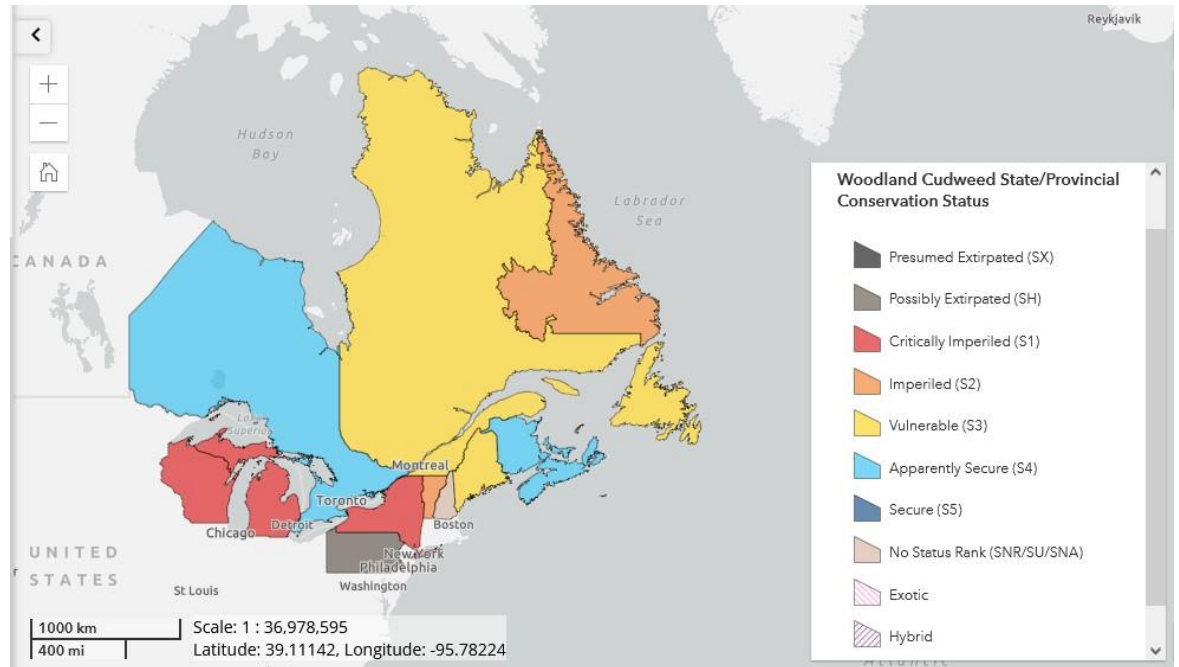 Reykjavík
Hudson
Bay
Labrador
Sea
CANADA
Lake
Superior
Montreal
Toronto
Detroit
Boston
Chicago
New York
Philadelphia
Washington
UNITED
STATES
St Louis
1000 km
400 mi
Scale: 1 : 36,978,595
Latitude: 39.11142, Longitude: -95.78224
Woodland Cudweed State/Provincial
Conservation Status
Presumed Extirpated (SX)
Possibly Extirpated (SH)
Critically Imperiled (S1)
Imperiled (S2)
Vulnerable (S3)
Apparently Secure (S4)
Secure (S5)
No Status Rank (SNR/SU/SNA)
Exotic
Hybrid